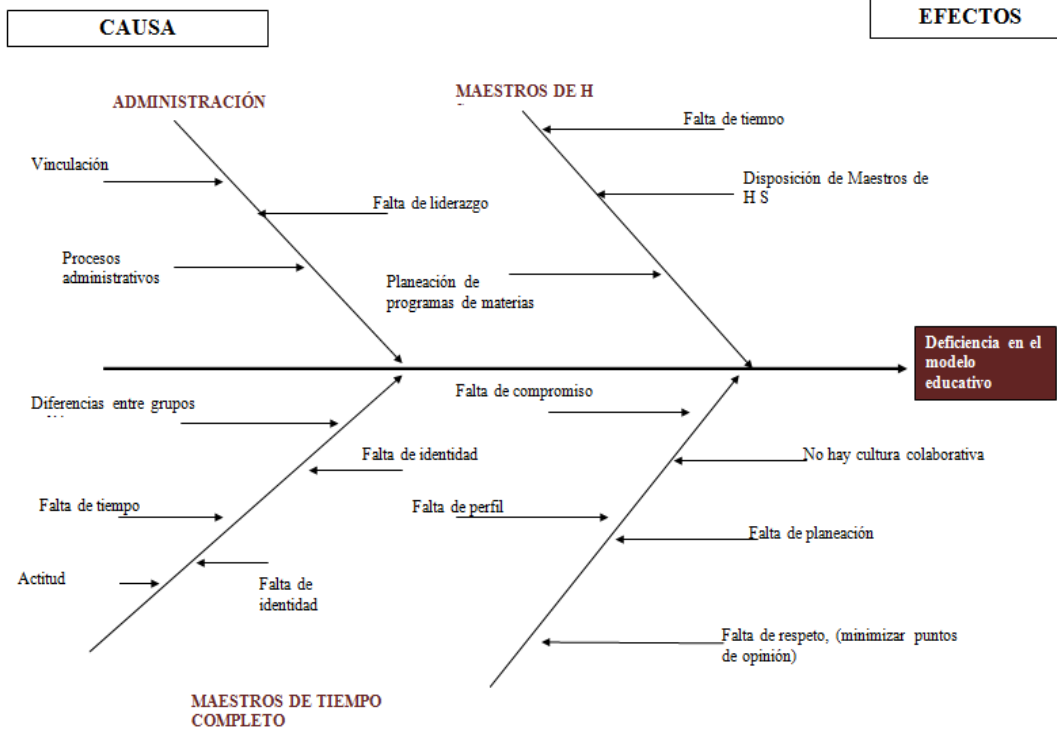 CAUSA
EFECTOS
ADMINISTRACIÓN
MAESTROS DE H
Falta de tiempo
Vinculación
Disposición de Maestros de
H S
Falta de liderazgo
Procesos
administrativos
Planeación de
programas de materias
Deficiencia en el
modelo
educativo
Diferencias entre grupos
Falta de compromiso
Falta de identidad
No hay cultura colaborativa
Falta de tiempo
Falta de perfil
Falta de planeación
Actitud
Falta de
identidad
Falta de respeto, (minimizar puntos
de opinión)
MAESTROS DE TIEMPO
COMPLETO